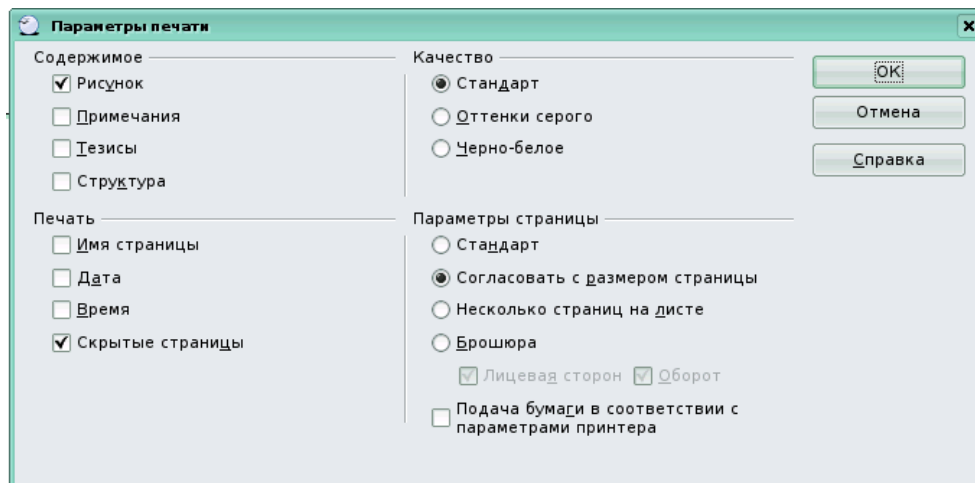 Параметры печати
Содержимое
Рисунок
Примечания
Тезисы
Структура
Качество
Стандарт
Оттенки серого
Черно-белое
OK
Отмена
Справка
Печать
Имя страницы
Дата
Время
Скрытые страницы
Параметры страницы
Стандарт
Согласовать с размером страницы
Несколько страниц на листе
Брошюра
Лицевая сторон Оборот
Подача бумаги в соответствии с
параметрами принтера